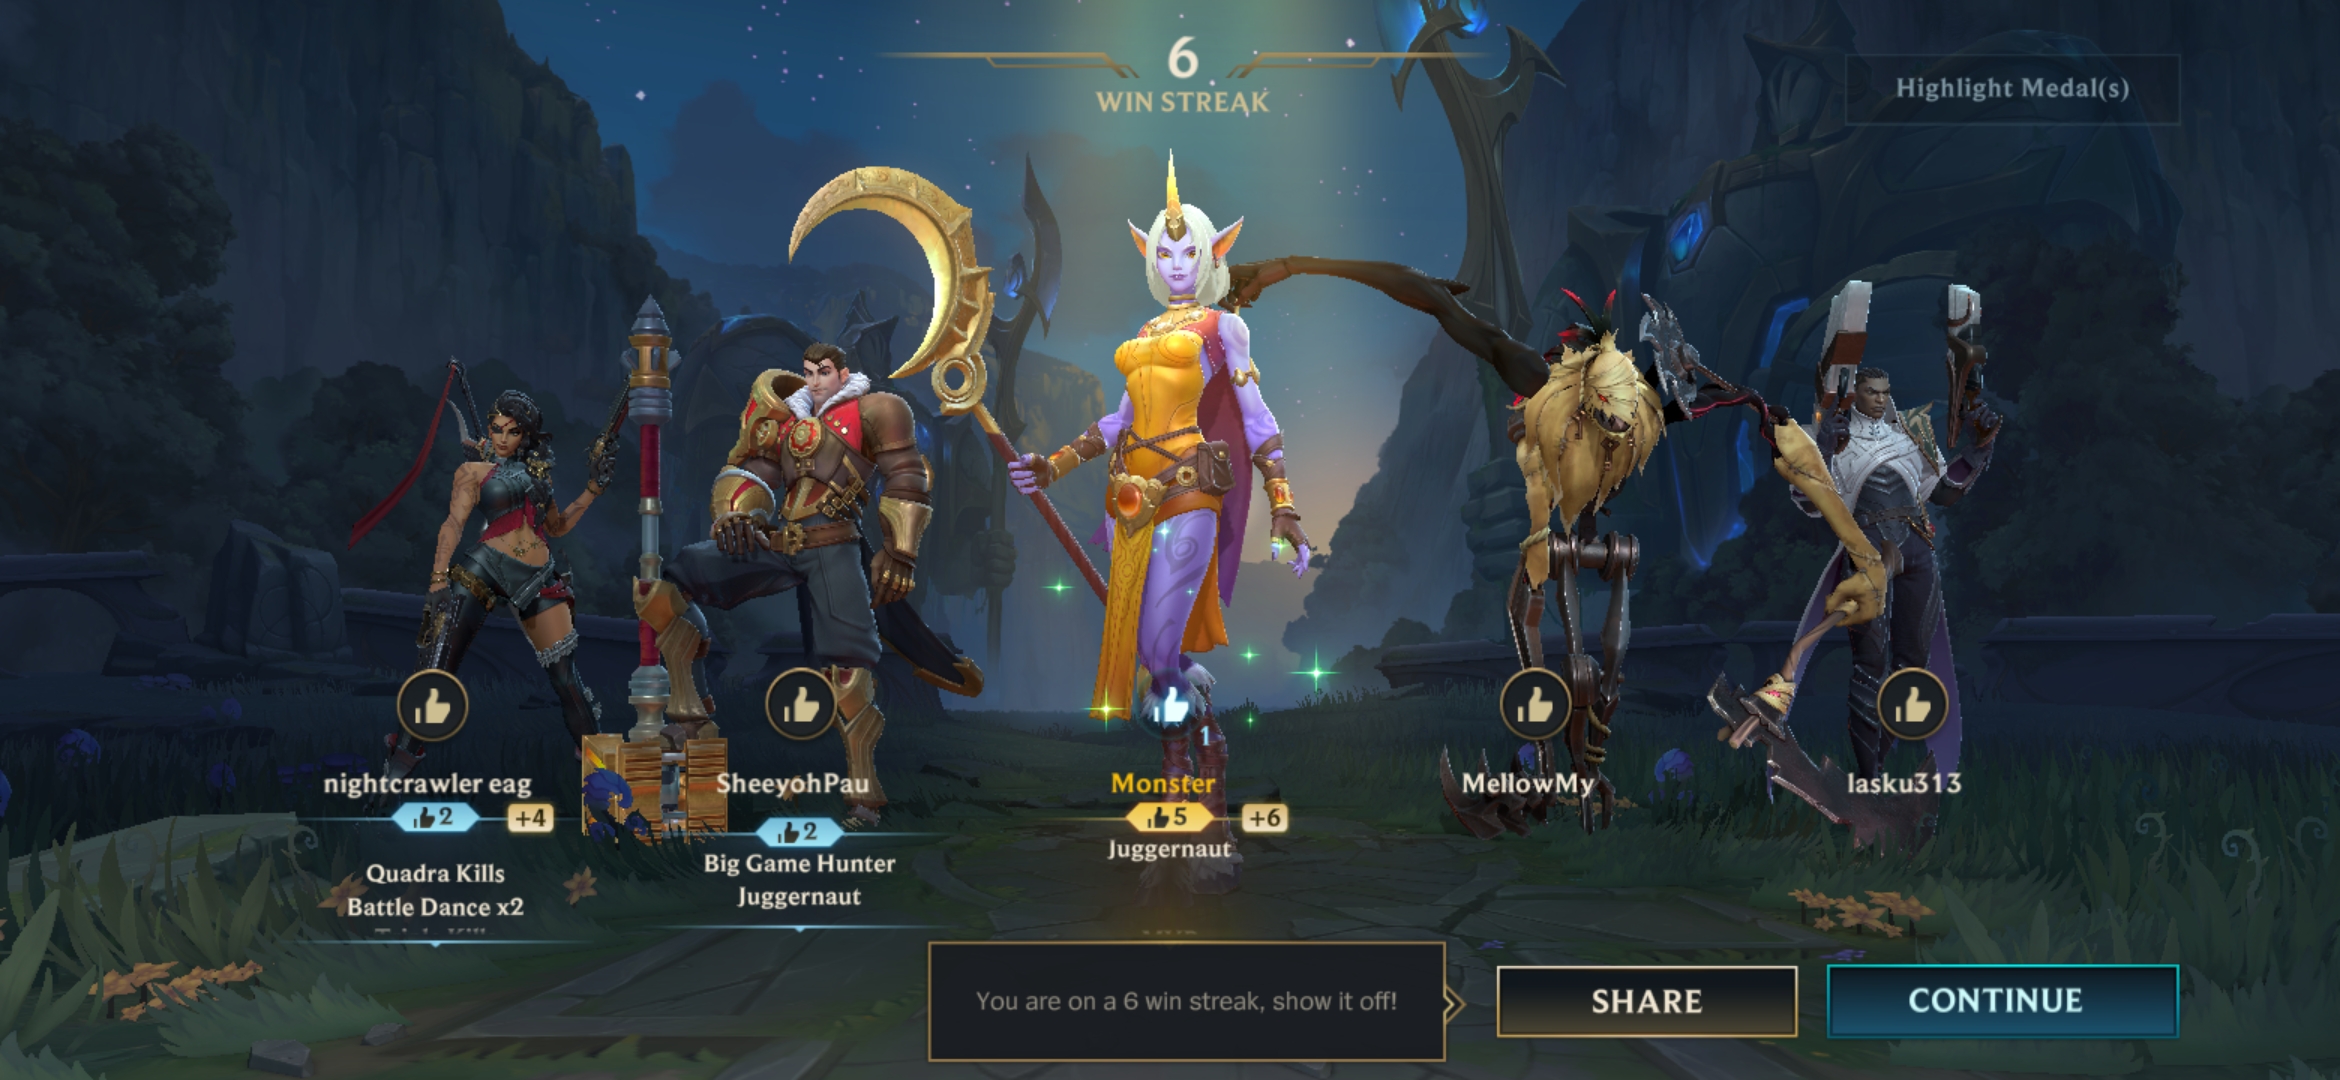 6
WIN STREAK
Highlight Medal(s)
1
nightcrawler eag
SheeyohPau
Monster
MellowMy
lasku313
2
+4
2
5
+6
Quadra Kills
Battle Dance x2
Big Game Hunter
Juggernaut
Juggernaut
You are on a 6 win streak, show it off!
SHARE
CONTINUE